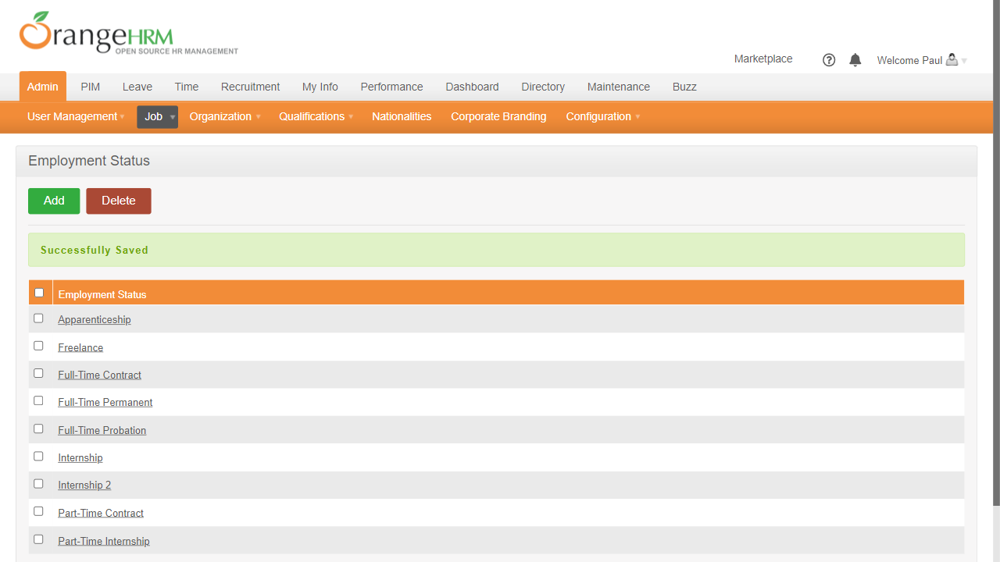 OrangeHRM
OPEN SOURCE HR MANAGEMENT
Marketplace
Welcome Paul
Admin PIM Leave Time Recruitment My Info Performance Dashboard Directory Maintenance Buzz
User Management Job Organization Qualifications Nationalities Corporate Branding Configuration
Employment Status
Add Delete
Successfully Saved
Employment Status
Apparenticeship
Freelance
Full-Time Contract
Full-Time Permanent
Full-Time Probation
Internship
Internship 2
Part-Time Contract
Part-Time Internship